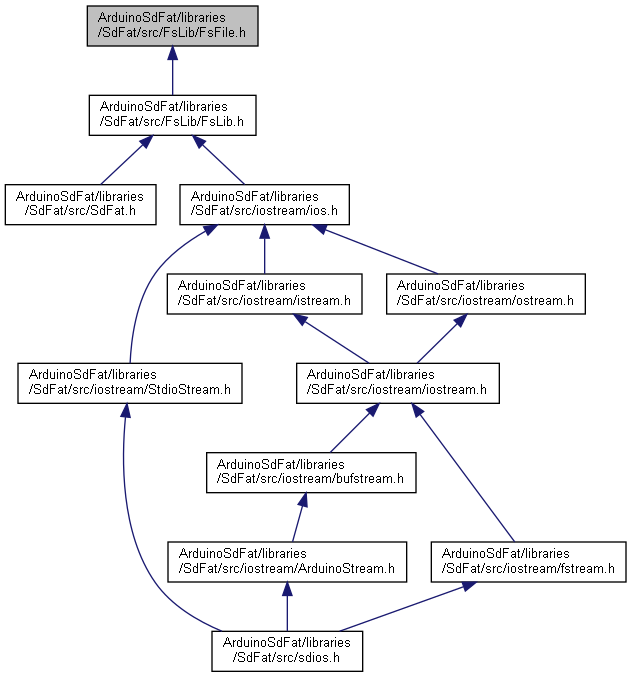 ArduinoSdFat/libraries
/SdFat/src/FsLib/FsFile.h
ArduinoSdFat/libraries
/SdFat/src/FsLib/FsLib.h
ArduinoSdFat/libraries
/SdFat/src/SdFat.h
ArduinoSdFat/libraries
/SdFat/src/iostream/ios.h
ArduinoSdFat/libraries
/SdFat/src/iostream/istream.h
ArduinoSdFat/libraries
/SdFat/src/iostream/ostream.h
ArduinoSdFat/libraries
/SdFat/src/iostream/StdioStream.h
ArduinoSdFat/libraries
/SdFat/src/iostream/iostream.h
ArduinoSdFat/libraries
/SdFat/src/iostream/bufstream.h
ArduinoSdFat/libraries
/SdFat/src/iostream/ArduinoStream.h
ArduinoSdFat/libraries
/SdFat/src/iostream/fstream.h
ArduinoSdFat/libraries
/SdFat/src/sdios.h